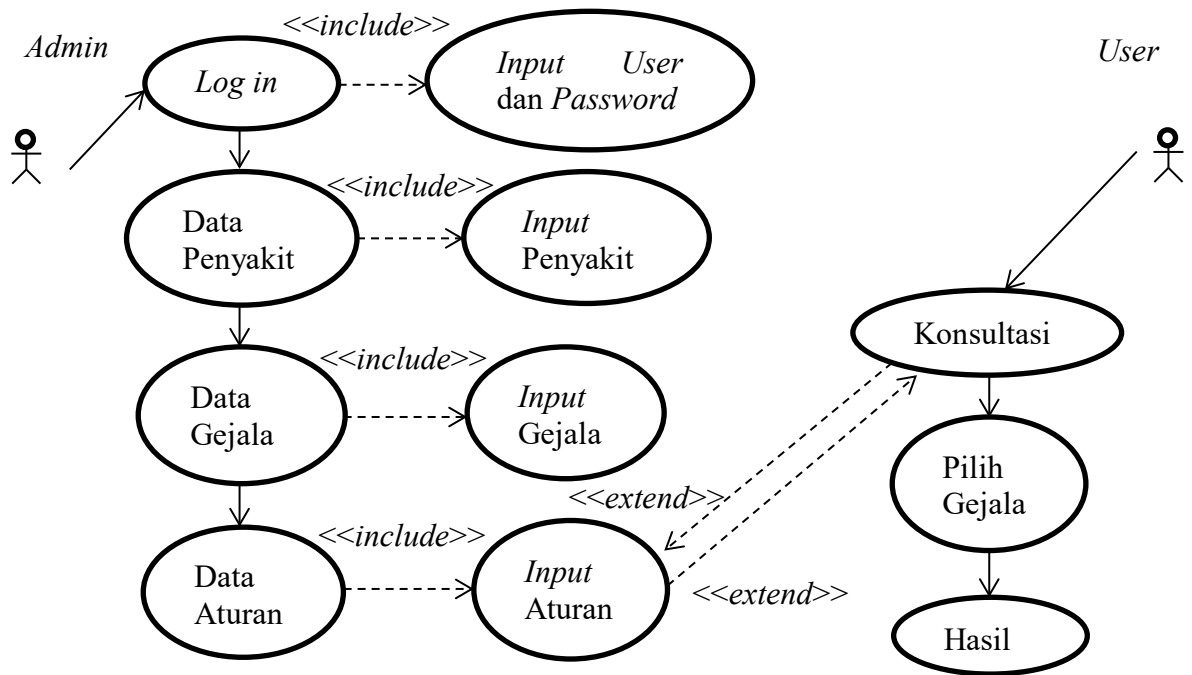 <<include>>
Admin
User
Log in
Input User
dan Password
<<include>>
Data
Penyakit
Input
Penyakit
Konsultasi
<<include>>
Data
Gejala
Input
Gejala
Pilih
Gejala
<<extend>>
<<include>>
Data
Aturan
Input
Aturan
<<extend>>
Hasil